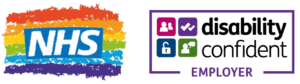 NHS
disability
confident
EMPLOYER